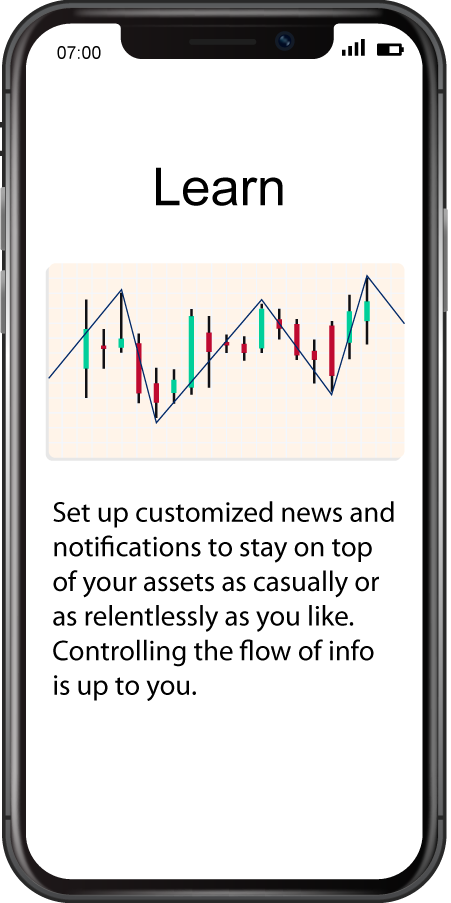 07:00
Learn
Set up customized news and
notifications to stay on top
of your assets as casually or
as relentlessly as you like.
Controlling the flow of info
is up to you.